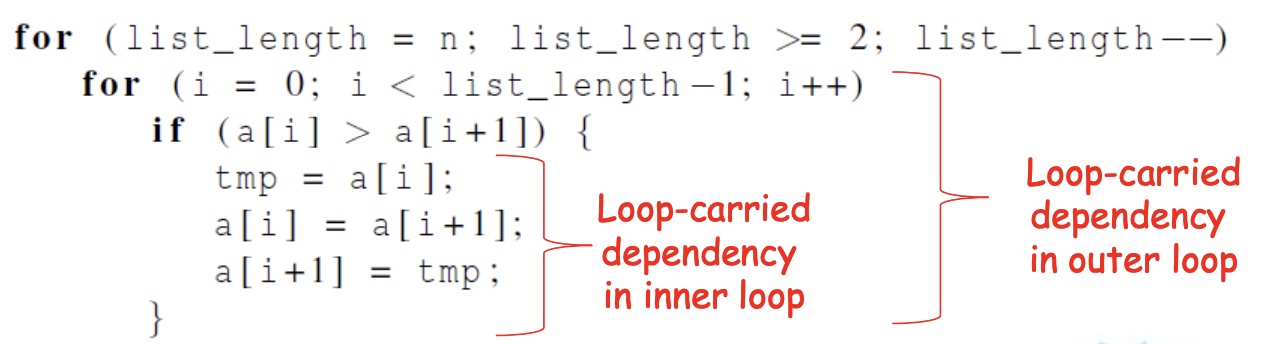 for (list_length = n; list_length >= 2; list_length--)
for (i = 0; i < list_length-1; i++)
if (a[i] > a[i+1]) {
tmp = a[i];
a[i] = a[i+1];
a[i+1] = tmp;
}
Loop-carried
dependency
in inner loop
Loop-carried
dependency
in outer loop